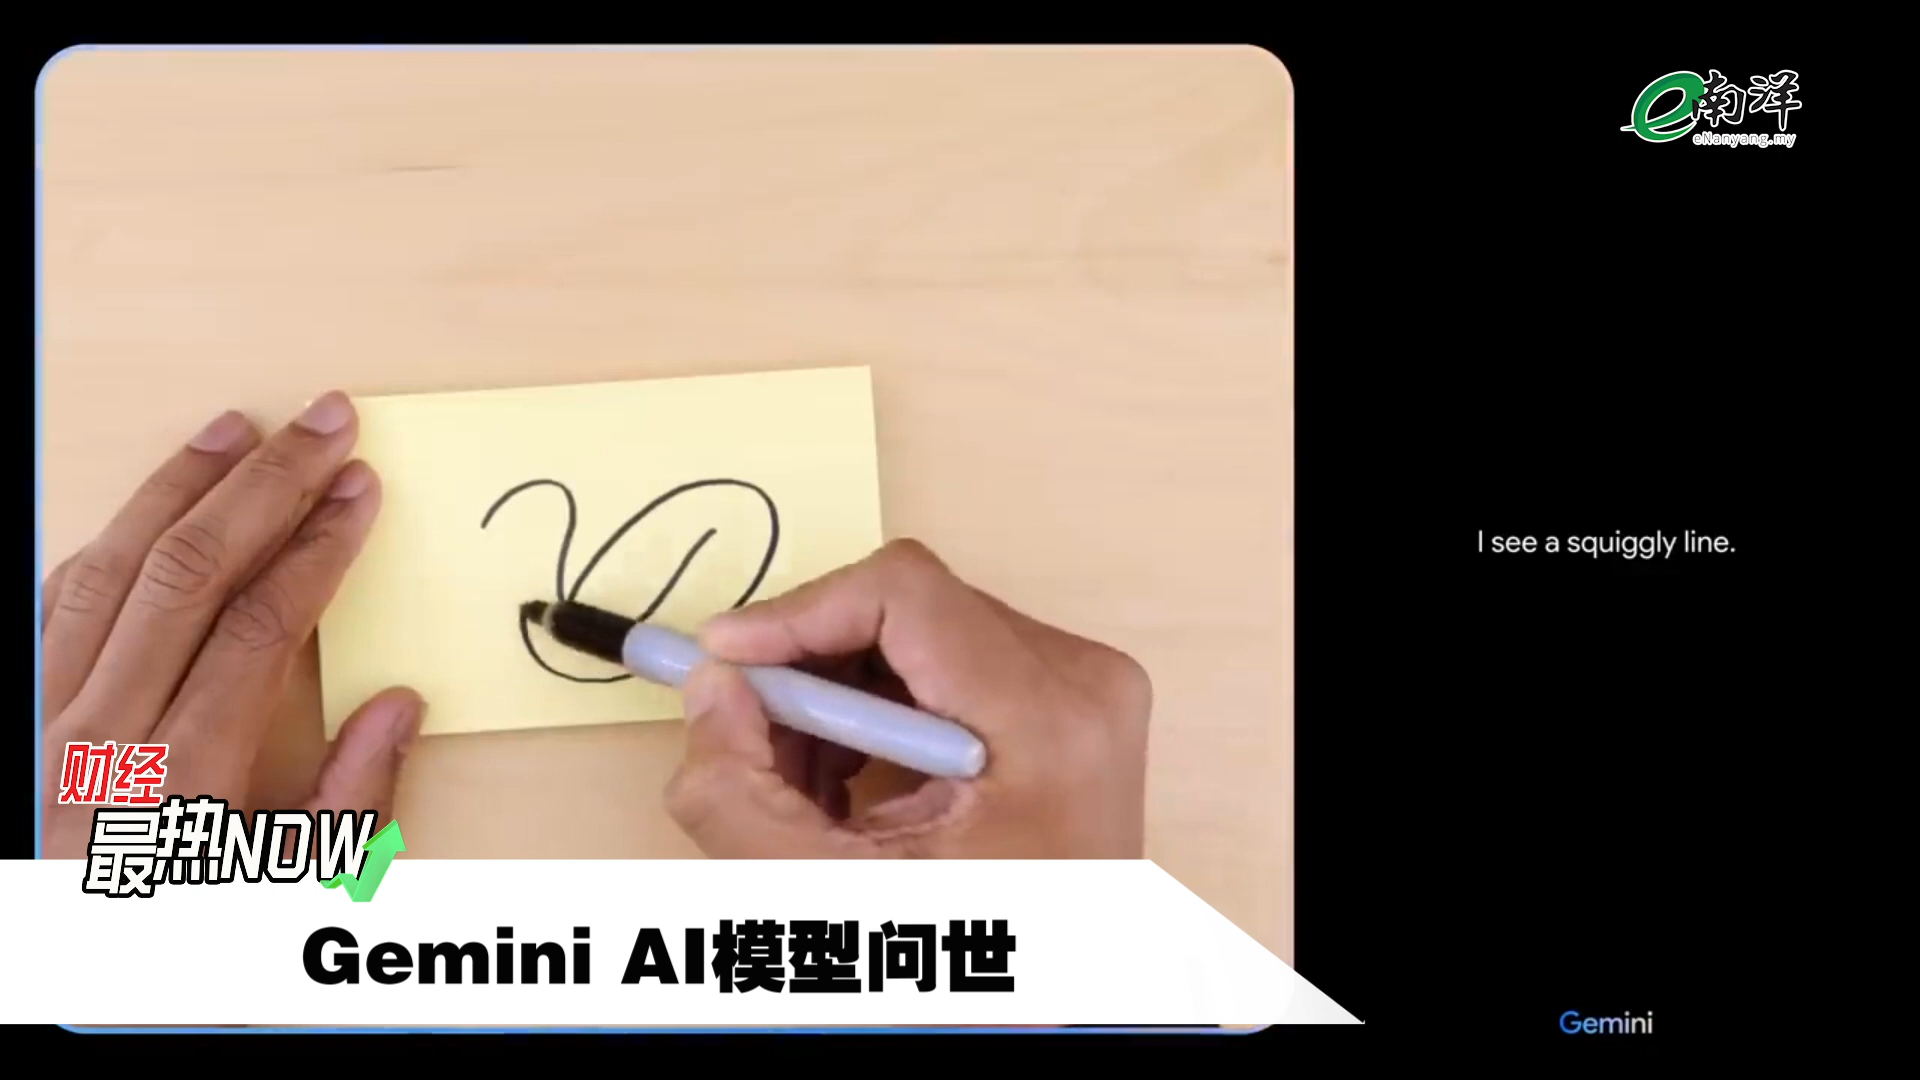 e南洋
eNanyang.my
I see a squiggly line.
财经
最热NOW
Gemini AI模型问世
Gemini